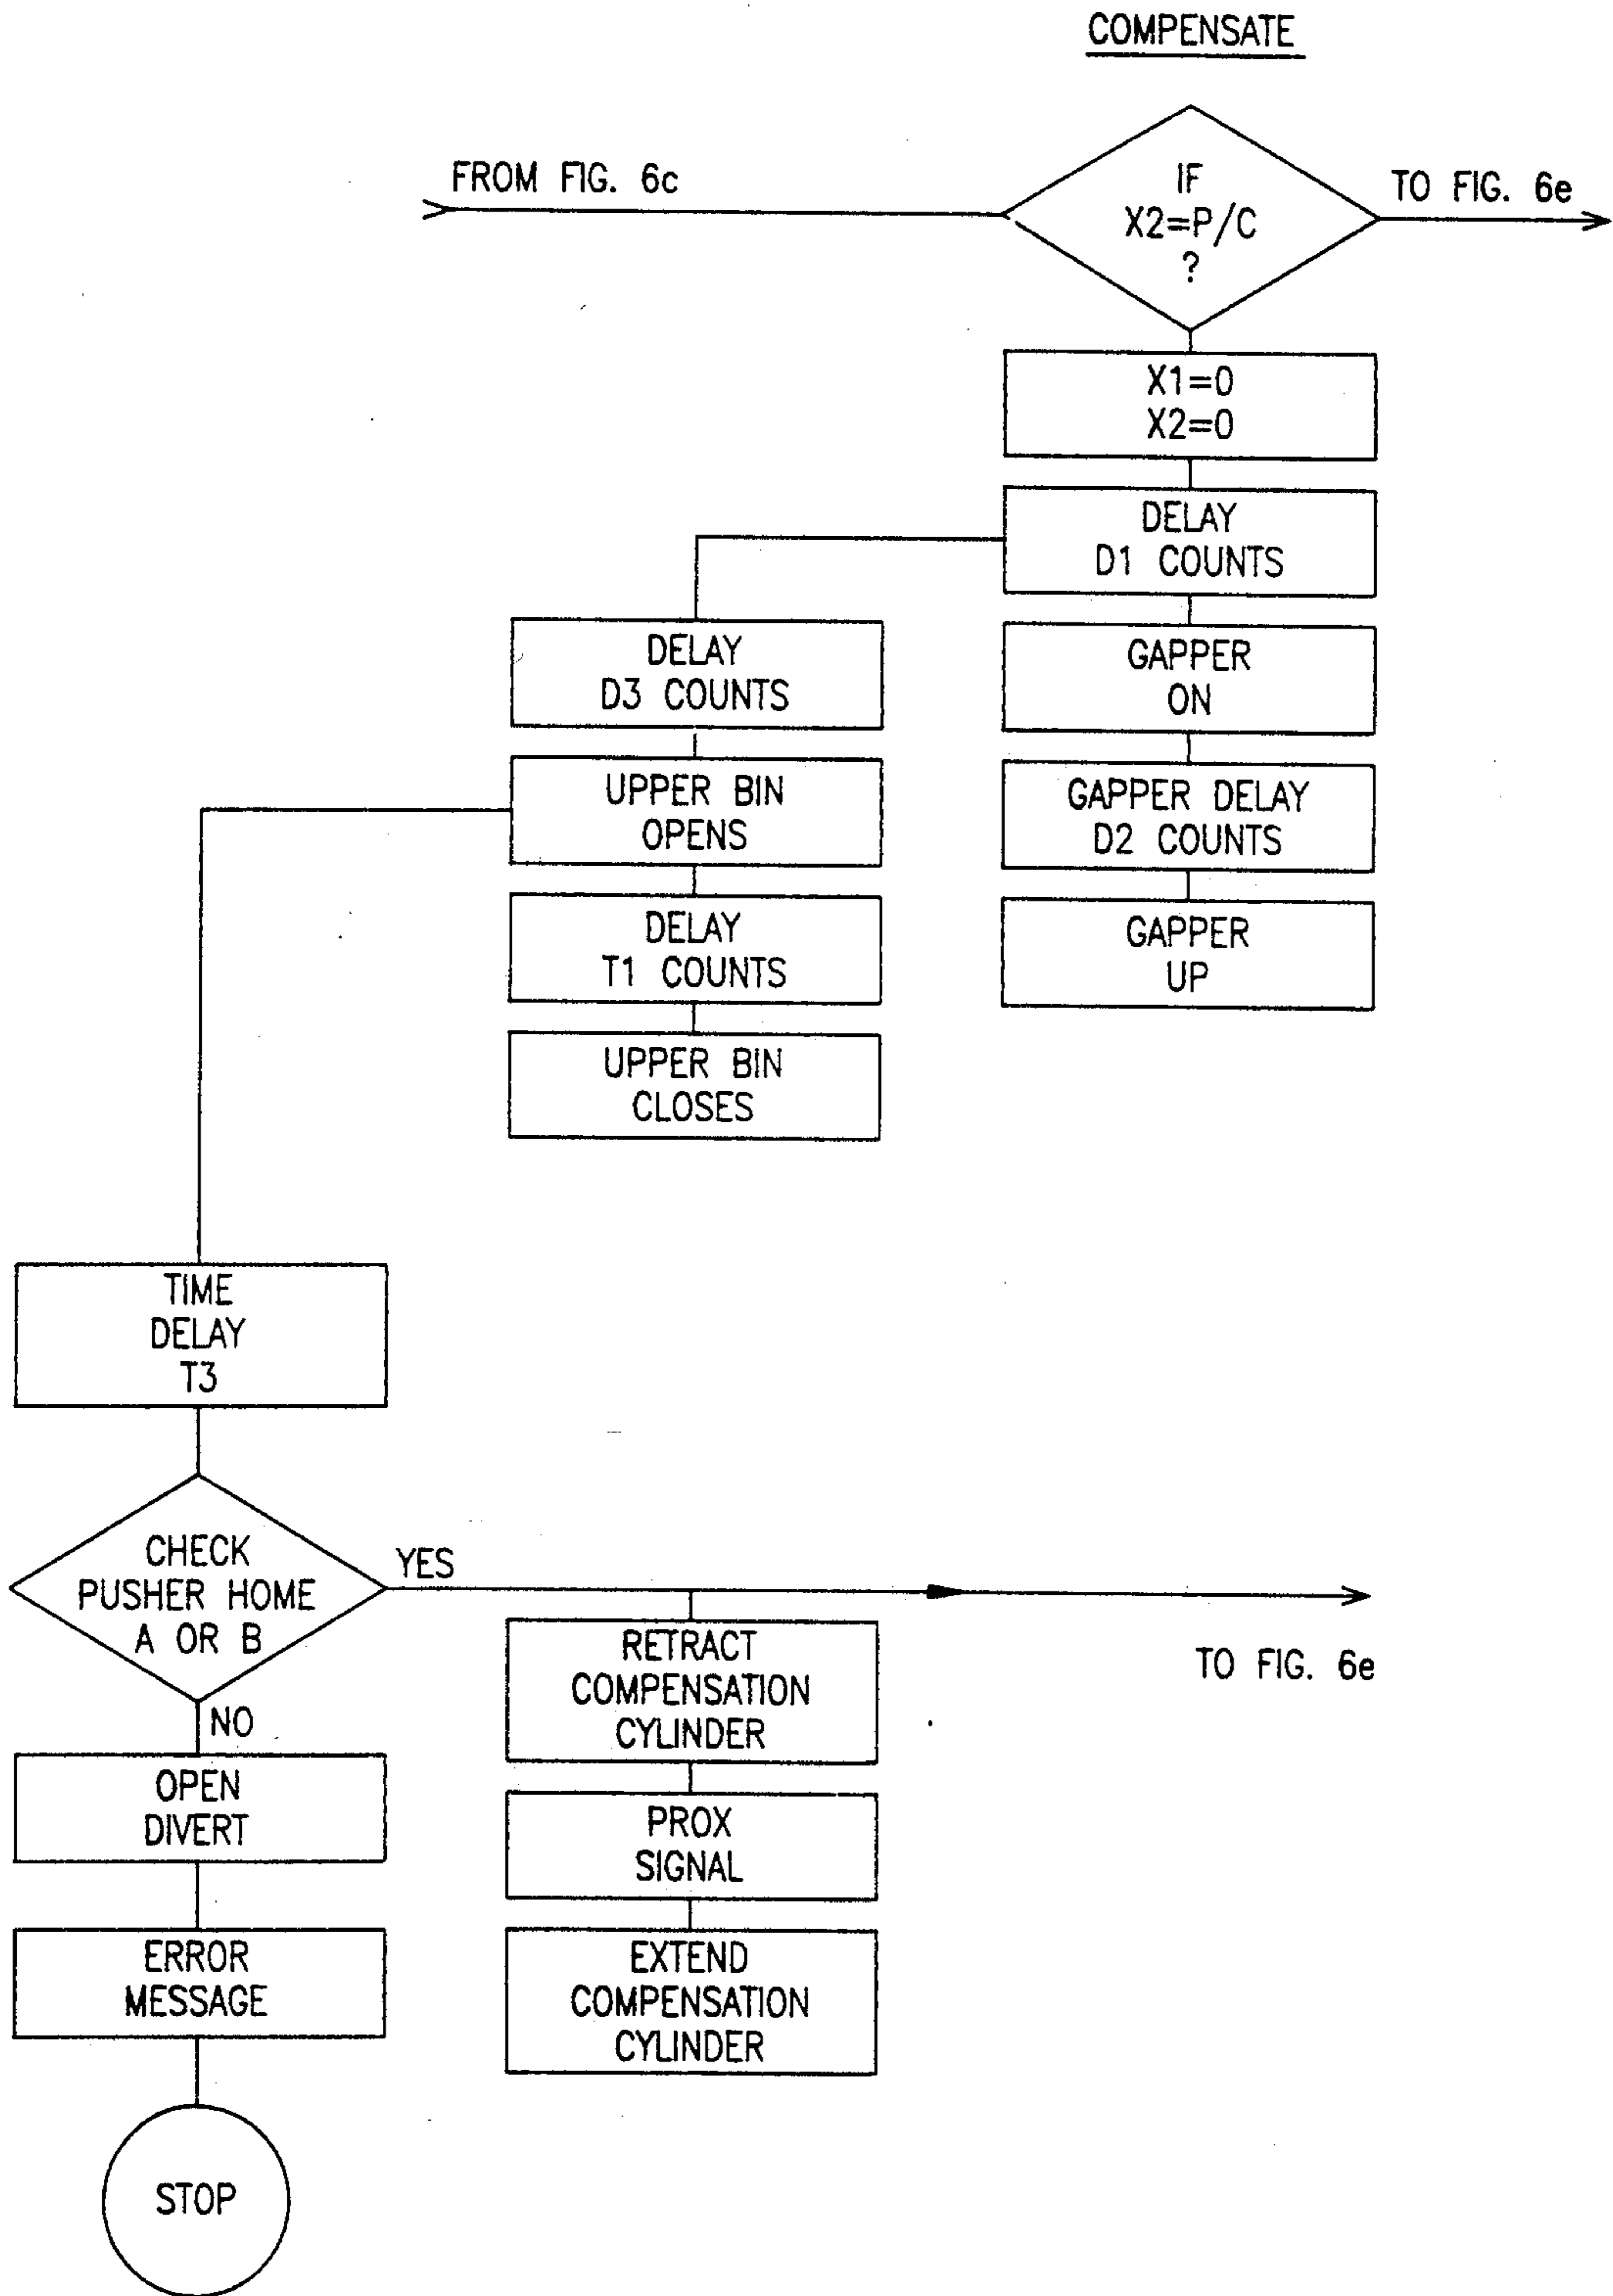 COMPENSATE
FROM FIG. 6c
IF
X2=P/C
?
TO FIG. 6e
X1=0
X2=0
DELAY
D1 COUNTS
DELAY
D3 COUNTS
GAPPER
ON
UPPER BIN
OPENS
GAPPER DELAY
D2 COUNTS
DELAY
T1 COUNTS
GAPPER
UP
UPPER BIN
CLOSES
TIME
DELAY
T3
CHECK
PUSHER HOME
A OR B
YES
TO FIG. 6e
NO
RETRACT
COMPENSATION
CYLINDER
OPEN
DIVERT
PROX
SIGNAL
ERROR
MESSAGE
EXTEND
COMPENSATION
CYLINDER
STOP